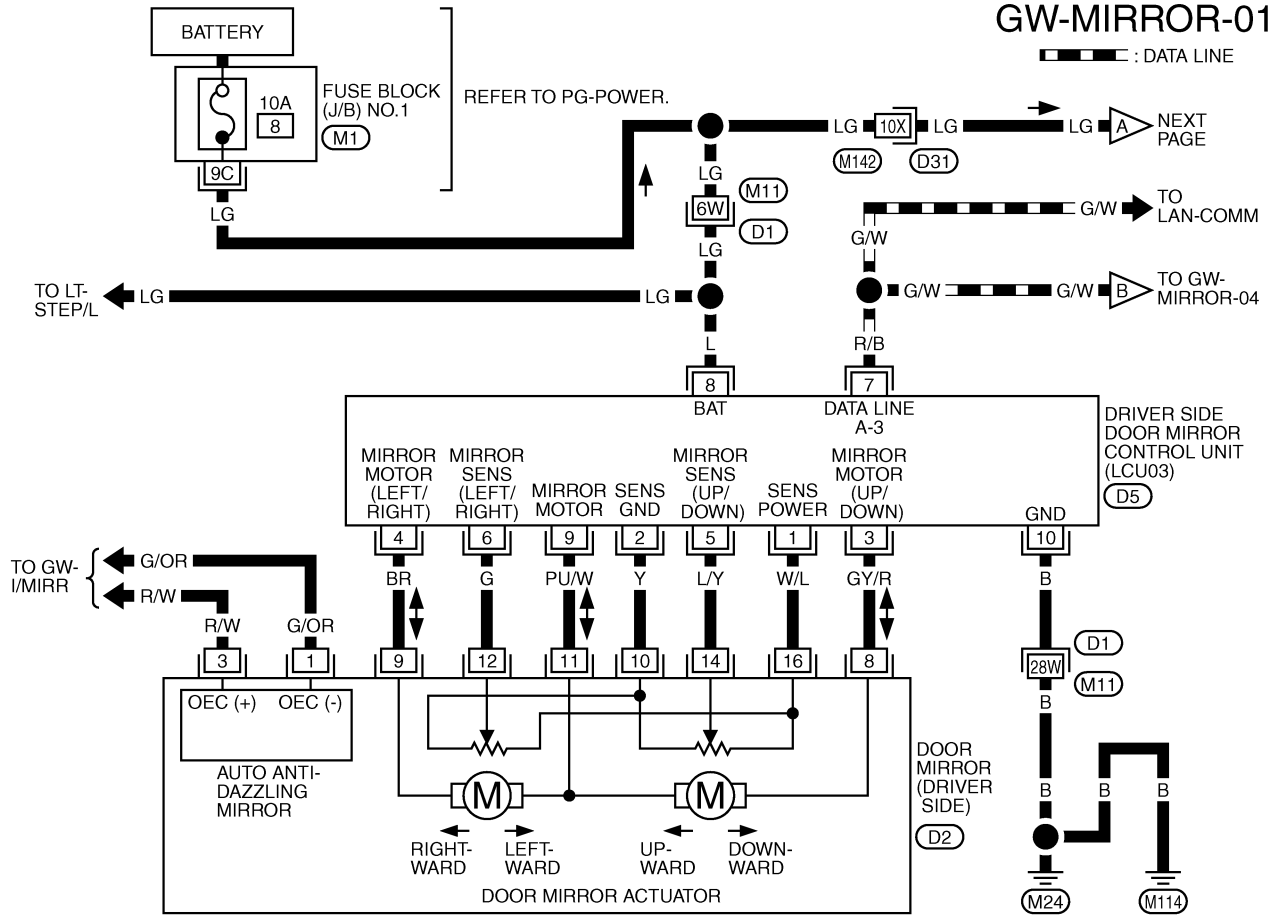 GW-MIRROR-01
: DATA LINE
BATTERY
10A
8
FUSE BLOCK
(J/B) NO.1
M1
REFER TO PG-POWER.
9C
LG
LG
10X
LG
LG
A
NEXT
PAGE
M142
D31
LG
M11
6W
D1
LG
G/W
TO
LAN-COMM
G/W
TO LT-
STEP/L
LG
LG
G/W
G/W
B
TO GW-
MIRROR-04
L
R/B
8
7
BAT
DATA LINE
A-3
DRIVER SIDE
DOOR MIRROR
CONTROL UNIT
(LCU03)
D5
MIRROR
MOTOR
(LEFT/
RIGHT)
MIRROR
SENS
(LEFT/
RIGHT)
MIRROR
MOTOR
SENS
GND
MIRROR
SENS
(UP/
DOWN)
SENS
POWER
MIRROR
MOTOR
(UP/
DOWN)
GND
4
6
9
2
5
1
3
10
TO GW-
I/MIRR
G/OR
R/W
BR
G
PU/W
Y
L/Y
W/L
GY/R
B
R/W
G/OR
D1
28W
M11
3
1
9
12
11
10
14
16
8
OEC (+)
OEC (-)
B
AUTO ANTI-
DAZZLING
MIRROR
M
M
DOOR
MIRROR
(DRIVER
SIDE)
D2
B
B
B
RIGHT-
WARD
LEFT-
WARD
UP-
WARD
DOWN-
WARD
DOOR MIRROR ACTUATOR
M24
M114